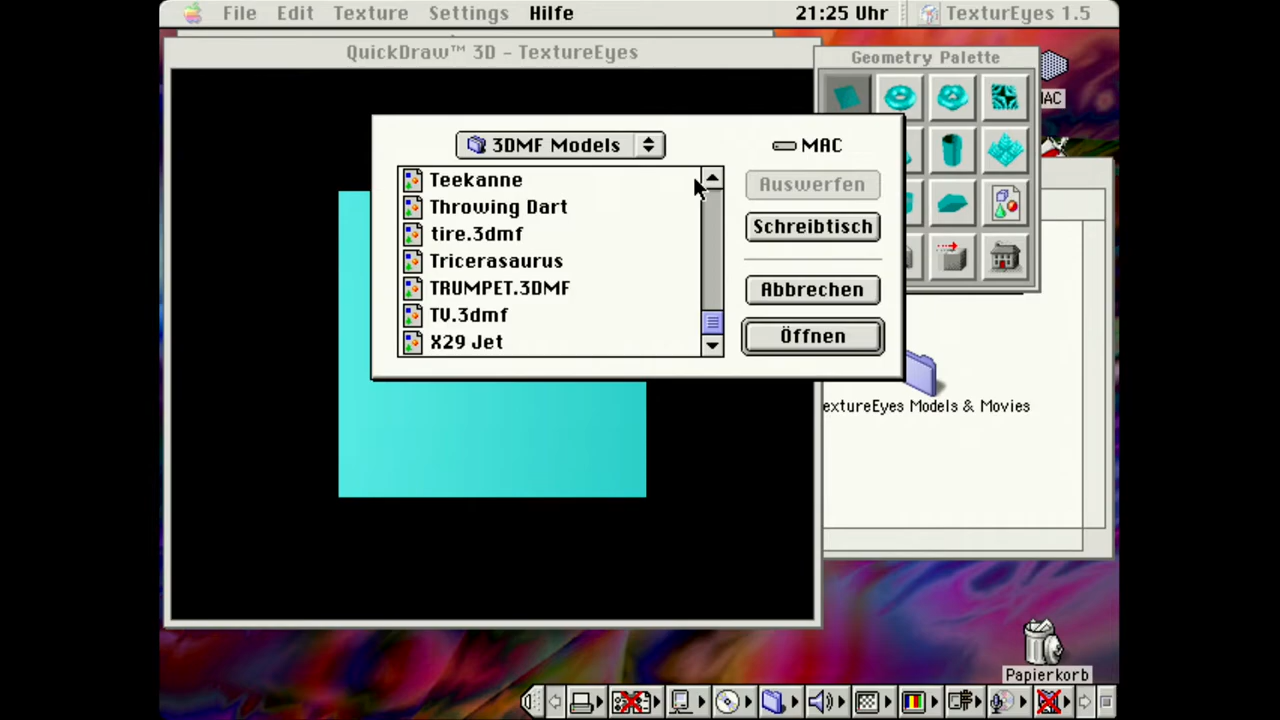 File Edit Texture Settings Hilfe 21:25 Uhr TexturEyes 1.5
QuickDraw™ 3D - TextureEyes
Geometry Palette
MAC
3DMF Models
MAC
Teekanne
Throwing Dart
tire.3dmf
Tricerasaurus
TRUMPET.3DMF
TV.3dmf
X29 Jet
Auswerfen
Schreibtisch
Abbrechen
Öffnen
extureEyes Models & Movies
Papierkorb